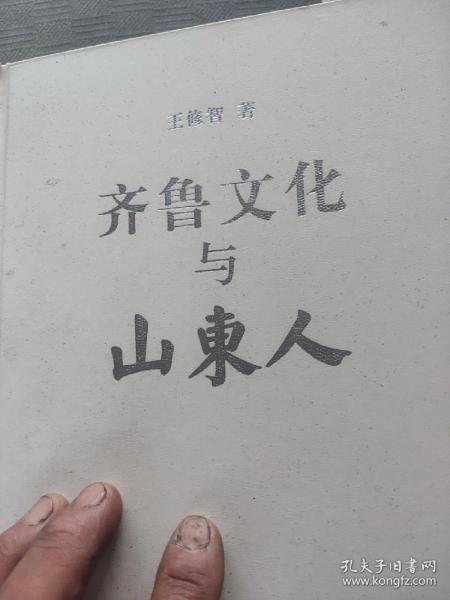 王修智 著
齐鲁文化
与
山東人
孔夫子旧书网
www.kongfz.com